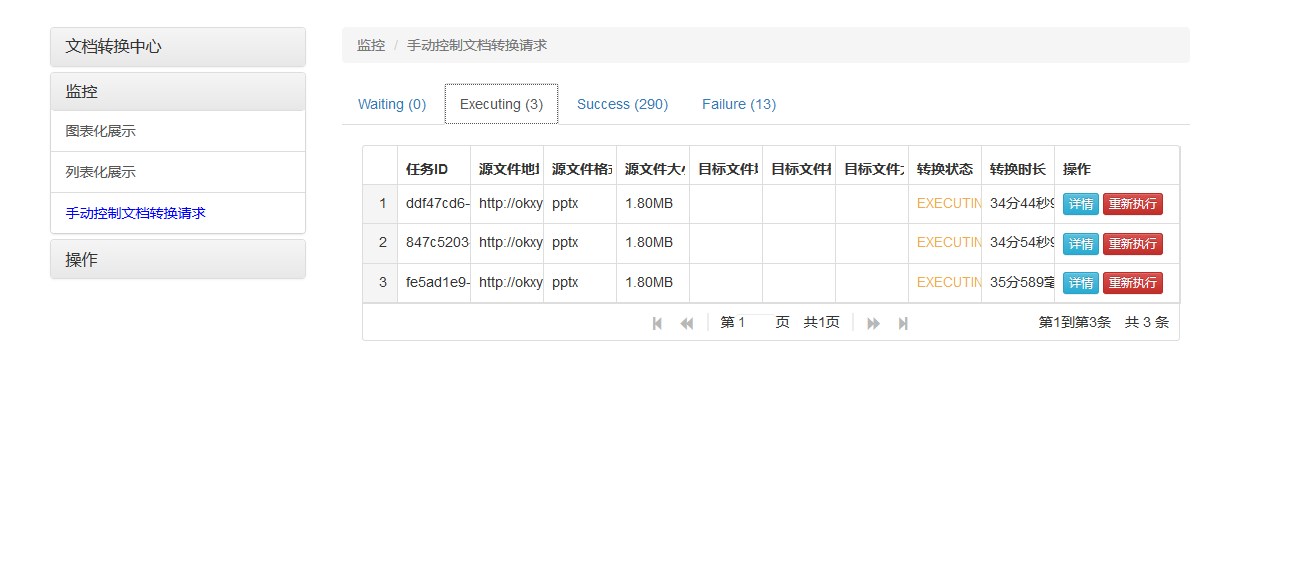 文档转换中心
监控
图表化展示
列表化展示
手动控制文档转换请求
操作
监控 / 手动控制文档转换请求
Waiting (0) Executing (3) Success (290) Failure (13)
任务ID 源文件地 源文件格 源文件大小 目标文件 目标文件 目标文件 转换状态 转换时长 操作
1 ddf47cd6- http://okxy pptx 1.80MB EXECUTIN 34分44秒9 详情 重新执行
2 847c5203- http://okxy pptx 1.80MB EXECUTIN 34分54秒9 详情 重新执行
3 fe5ad1e9- http://okxy pptx 1.80MB EXECUTIN 35分589毫 详情 重新执行
第 1 页 共1页 第1到第3条 共 3 条